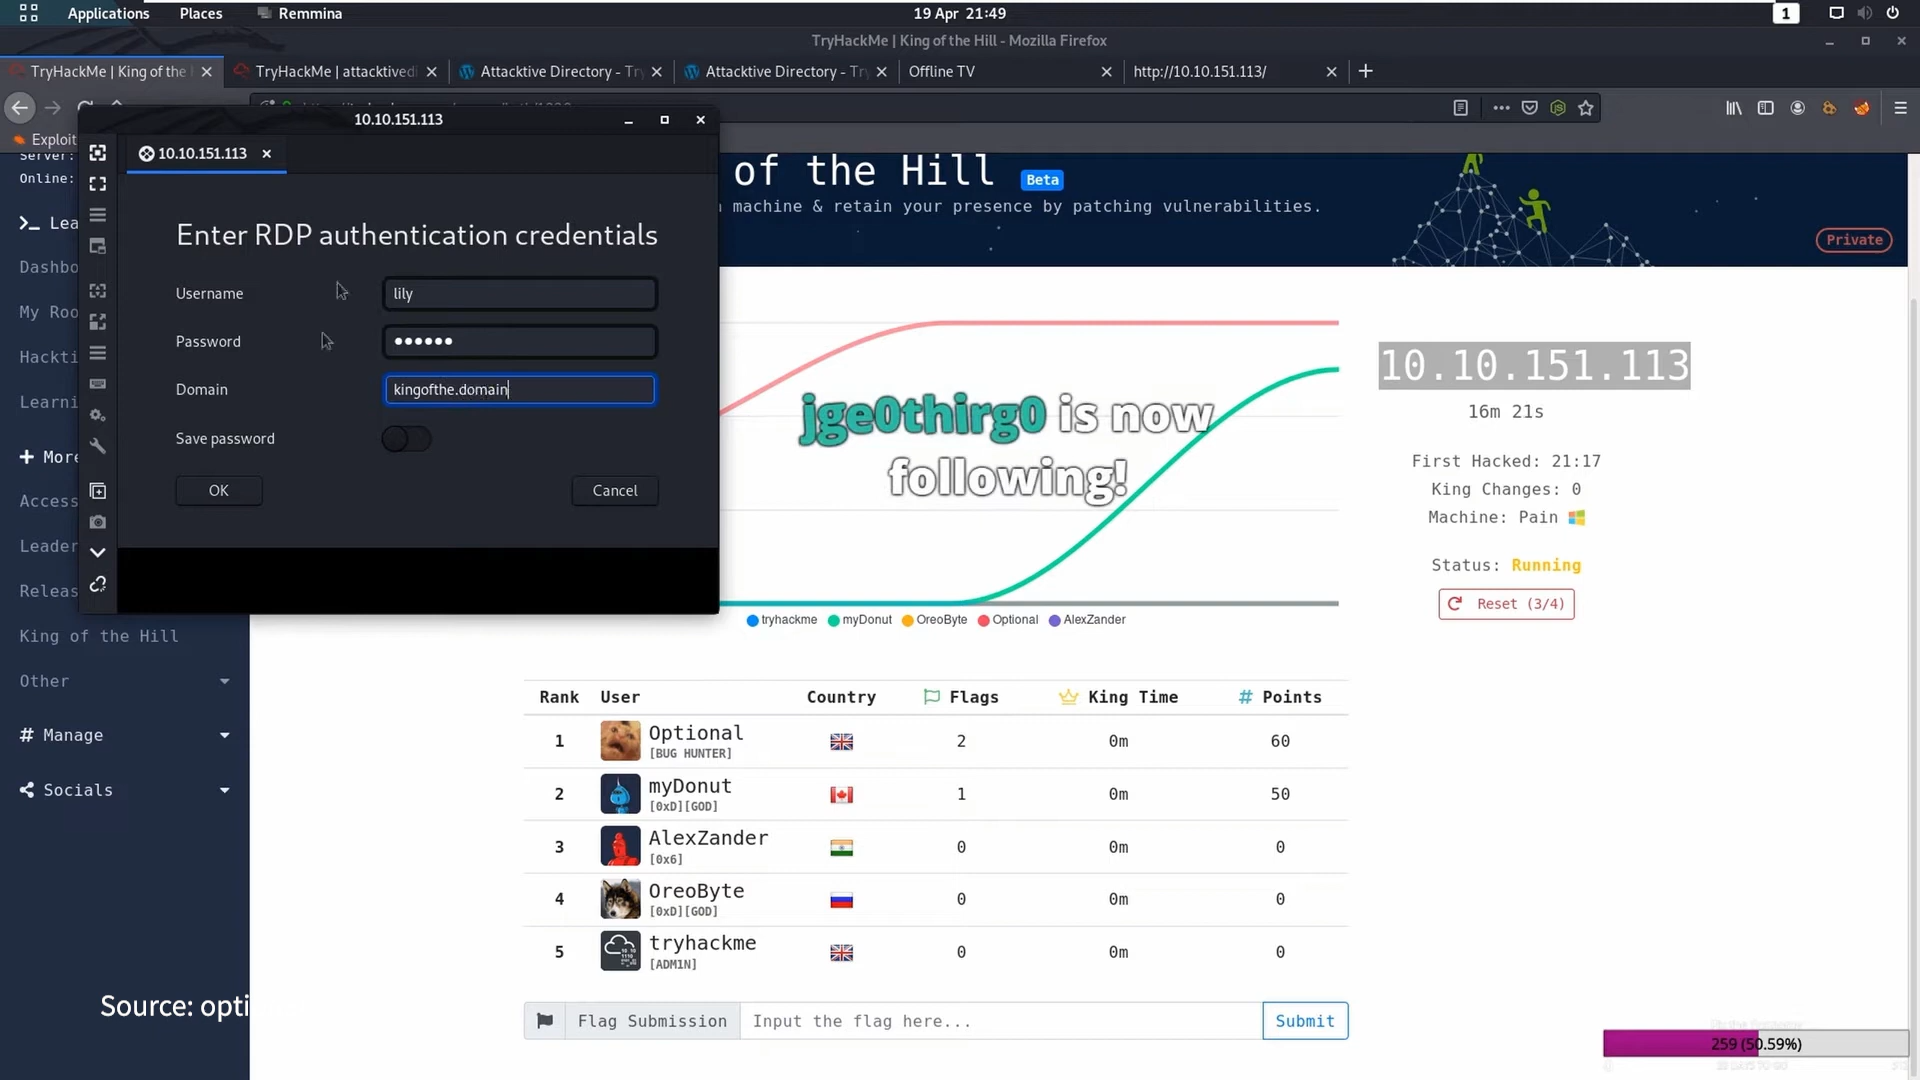 Applications Places Remmina 19 Apr 21:49 1
TryHackMe | King of the Hill - Mozilla Firefox
TryHackMe | King of the
TryHackMe | attacktivedi
Attacktive Directory - Try
Attacktive Directory - Try
Offline TV
http://10.10.151.113/
Exploit
10.10.151.113
10.10.151.113
Enter RDP authentication credentials
Username lily
Password ••••••
Domain kingofthe.domain
Save password
OK Cancel
Server:
Online:
Lea
Dashbo
My Roo
Hackti
Learni
More
Access
Leader
Releas
King of the Hill
Other
Manage
Socials
of the Hill Beta
machine & retain your presence by patching vulnerabilities.
Private
jge0thirg0 is now
following!
tryhackme myDonut OreoByte Optional AlexZander
10.10.151.113
16m 21s
First Hacked: 21:17
King Changes: 0
Machine: Pain
Status: Running
Reset (3/4)
Rank User Country Flags King Time # Points
1 Optional 2 0m 60
[BUG HUNTER]
2 myDonut 1 0m 50
[0xD][GOD]
3 AlexZander 0 0m 0
[0x6]
4 OreoByte 0 0m 0
[0xD][GOD]
5 tryhackme 0 0m 0
[ADM1N]
Flag Submission Input the flag here... Submit
Source: opti
259 (50.59%)